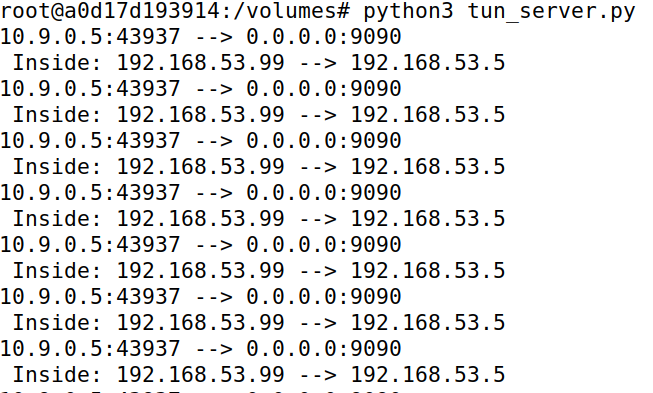 root@a0d17d193914:/volumes# python3 tun_server.py
10.9.0.5:43937 --> 0.0.0.0:9090
 Inside: 192.168.53.99 --> 192.168.53.5
10.9.0.5:43937 --> 0.0.0.0:9090
 Inside: 192.168.53.99 --> 192.168.53.5
10.9.0.5:43937 --> 0.0.0.0:9090
 Inside: 192.168.53.99 --> 192.168.53.5
10.9.0.5:43937 --> 0.0.0.0:9090
 Inside: 192.168.53.99 --> 192.168.53.5
10.9.0.5:43937 --> 0.0.0.0:9090
 Inside: 192.168.53.99 --> 192.168.53.5
10.9.0.5:43937 --> 0.0.0.0:9090
 Inside: 192.168.53.99 --> 192.168.53.5
10.9.0.5:43937 --> 0.0.0.0:9090
 Inside: 192.168.53.99 --> 192.168.53.5